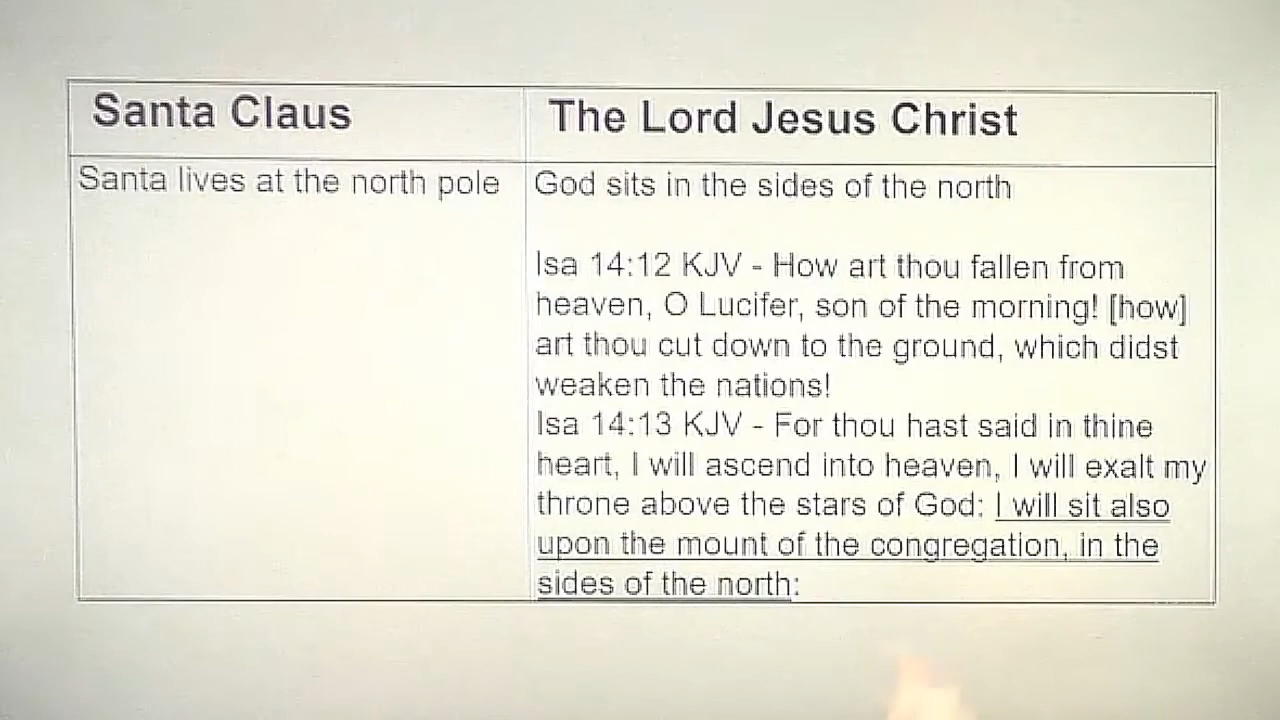 Santa Claus
The Lord Jesus Christ
Santa lives at the north pole
God sits in the sides of the north
Isa 14:12 KJV - How art thou fallen from
heaven, O Lucifer, son of the morning! [how]
art thou cut down to the ground, which didst
weaken the nations!
Isa 14:13 KJV - For thou hast said in thine
heart, I will ascend into heaven, I will exalt my
throne above the stars of God: I will sit also
upon the mount of the congregation, in the
sides of the north: